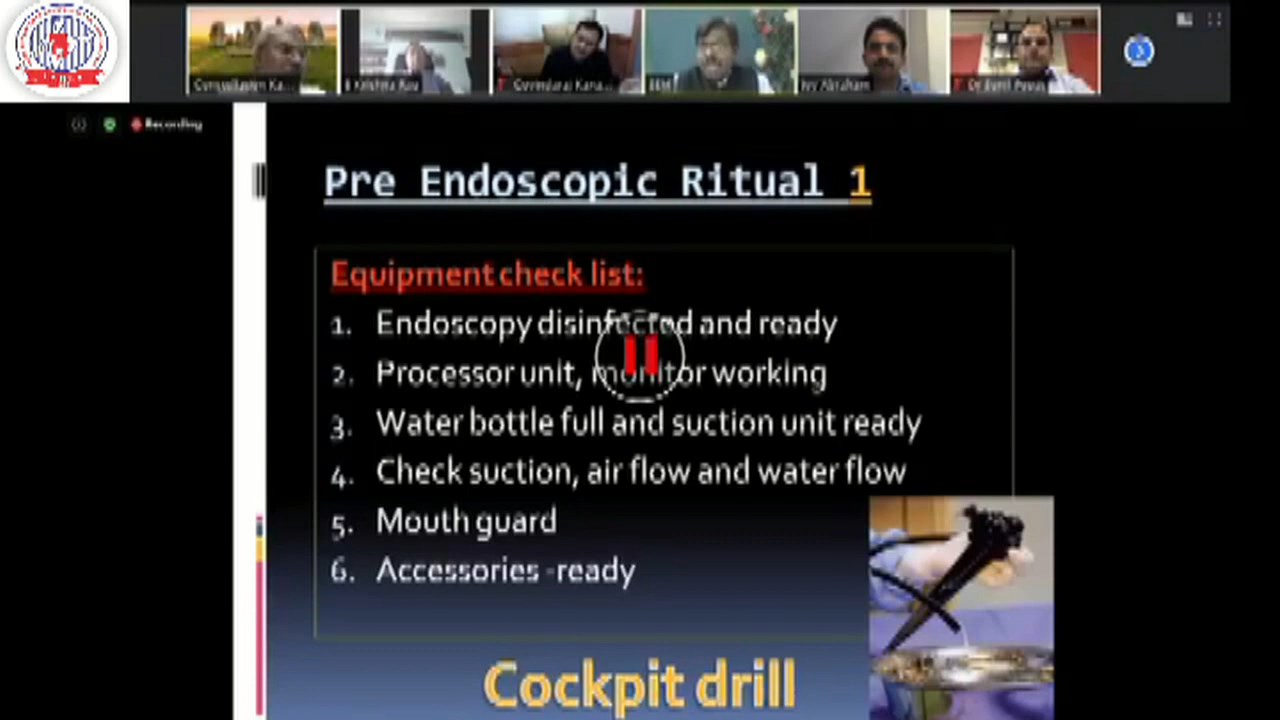 Recording
Pre Endoscopic Ritual 1
Equipment check list:
1. Endoscopy disinfected and ready
2. Processor unit, monitor working
3. Water bottle full and suction unit ready
4. Check suction, air flow and water flow
5. Mouth guard
6. Accessories -ready
Cockpit drill